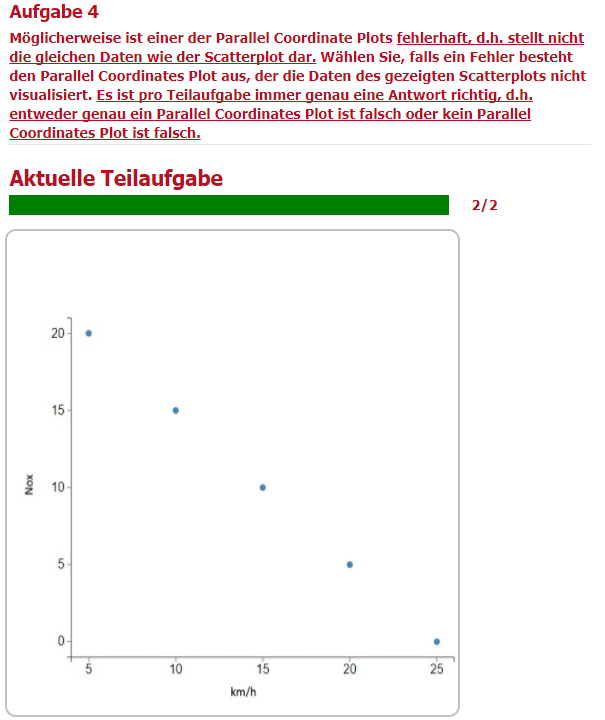 Aufgabe 4
Möglicherweise ist einer der Parallel Coordinate Plots fehlerhaft, d.h. stellt nicht
die gleichen Daten wie der Scatterplot dar. Wählen Sie, falls ein Fehler besteht
den Parallel Coordinates Plot aus, der die Daten des gezeigten Scatterplots nicht
visualisiert. Es ist pro Teilaufgabe immer genau eine Antwort richtig, d.h.
entweder genau ein Parallel Coordinates Plot ist falsch oder kein Parallel
Coordinates Plot ist falsch.
Aktuelle Teilaufgabe
2/2
20
15
10
5
0
Nox
5 10 15 20 25
km/h